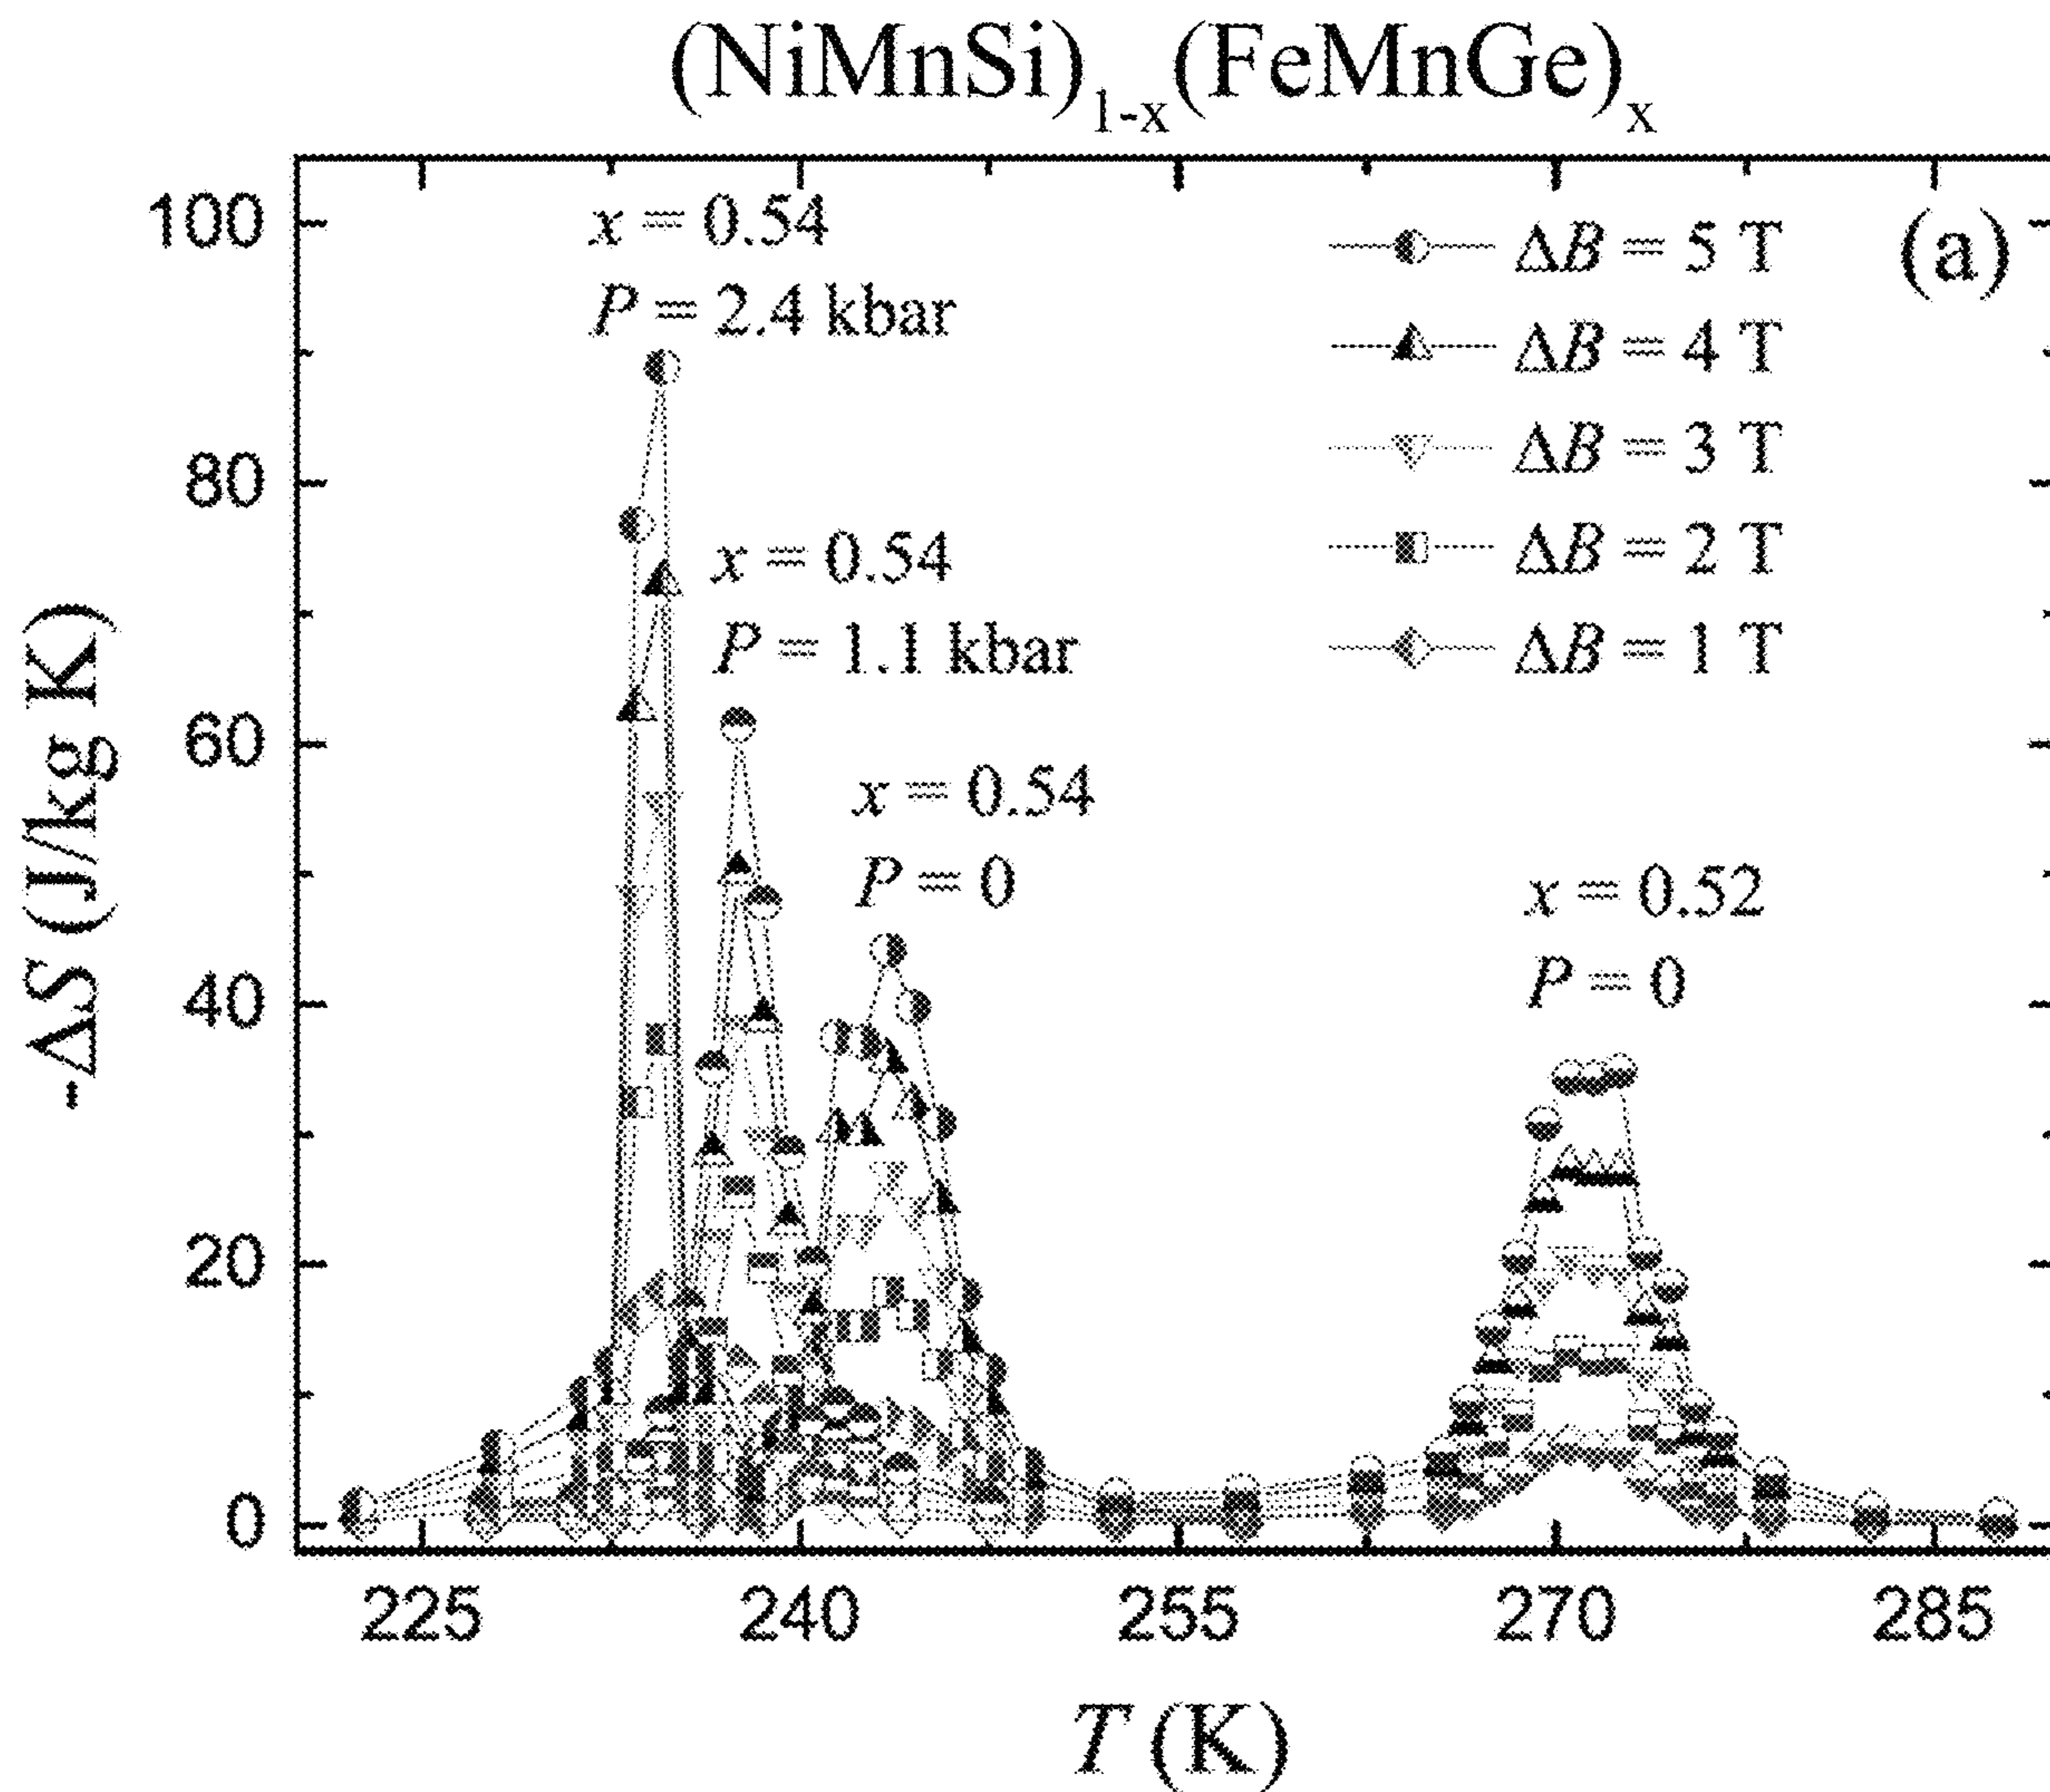 (NiMnSi)1-x(FeMnGe)x
(a)
x = 0.54
P = 2.4 kbar
x = 0.54
P = 1.1 kbar
x = 0.54
P = 0
x = 0.52
P = 0
ΔB = 5 T
ΔB = 4 T
ΔB = 3 T
ΔB = 2 T
ΔB = 1 T
-ΔS (J/kg K)
100
80
60
40
20
0
225 240 255 270 285
T (K)